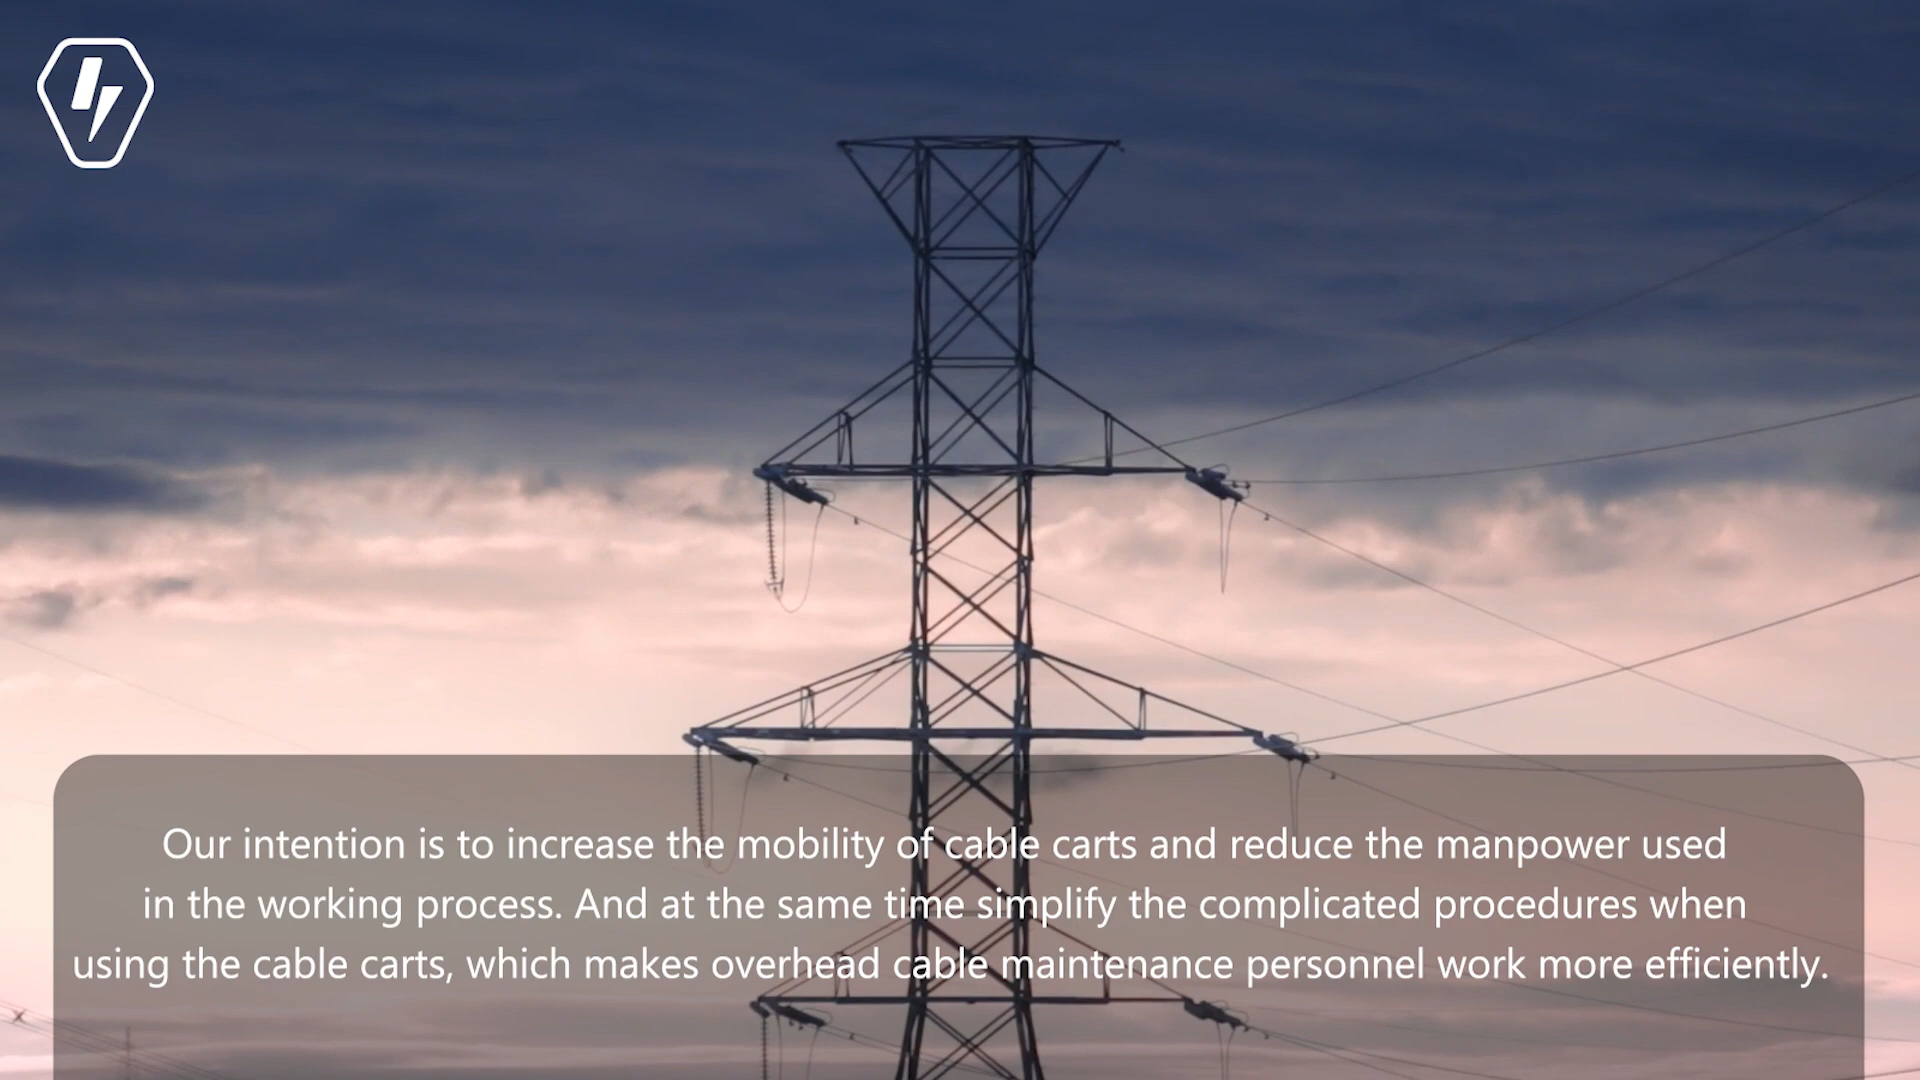 Our intention is to increase the mobility of cable carts and reduce the manpower used
in the working process. And at the same time simplify the complicated procedures when
using the cable carts, which makes overhead cable maintenance personnel work more efficiently.